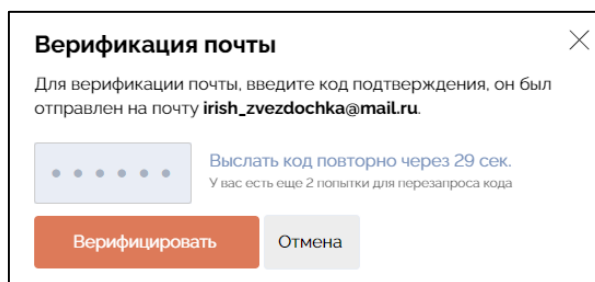 Верификация почты
Для верификации почты, введите код подтверждения, он был
отправлен на почту irish_zvezdochka@mail.ru.
Выслать код повторно через 29 сек.
У вас есть еще 2 попытки для перезапроса кода
Верифицировать
Отмена